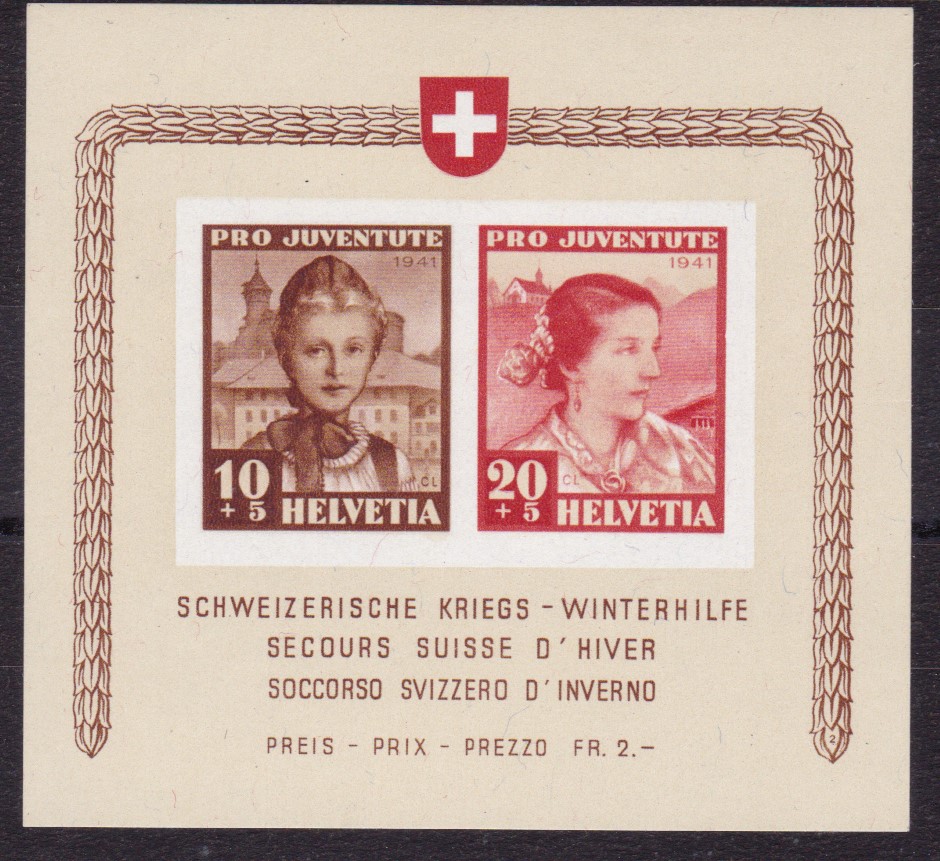 PRO JUVENTUTE
1941
10
+ 5
CL
HELVETIA
PRO JUVENTUTE
1941
20
+ 5
CL
HELVETIA
SCHWEIZERISCHE KRIEGS - WINTERHILFE
SECOURS SUISSE D'HIVER
SOCCORSO SVIZZERO D'INVERNO
PREIS - PRIX - PREZZO FR. 2.-
2